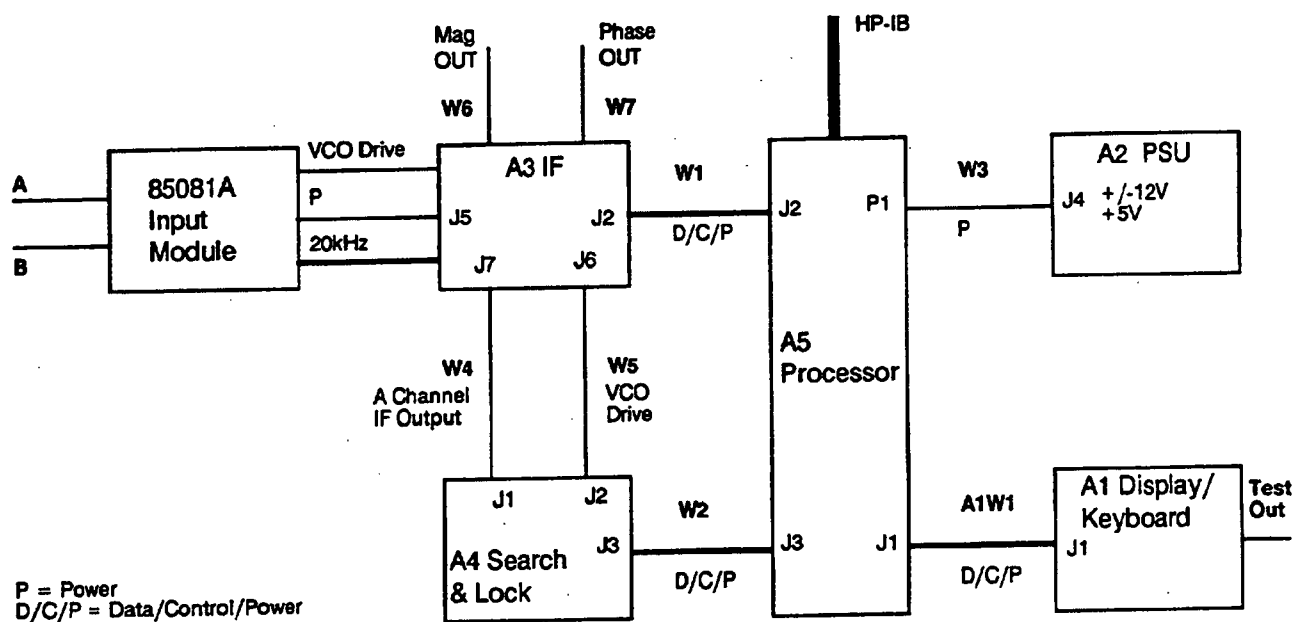 Mag
OUT
Phase
OUT
HP-IB
W6
W7
A
B
85081A
Input
Module
VCO Drive
P
20kHz
A3 IF
J5
J2
J7
J6
W1
D/C/P
J2
P1
W3
P
A2 PSU
J4
+/-12V
+5V
A5
Processor
W4
A Channel
IF Output
W5
VCO
Drive
J1
J2
J3
A4 Search
& Lock
W2
D/C/P
J3
J1
A1W1
D/C/P
A1 Display/
Keyboard
J1
Test
Out
P = Power
D/C/P = Data/Control/Power